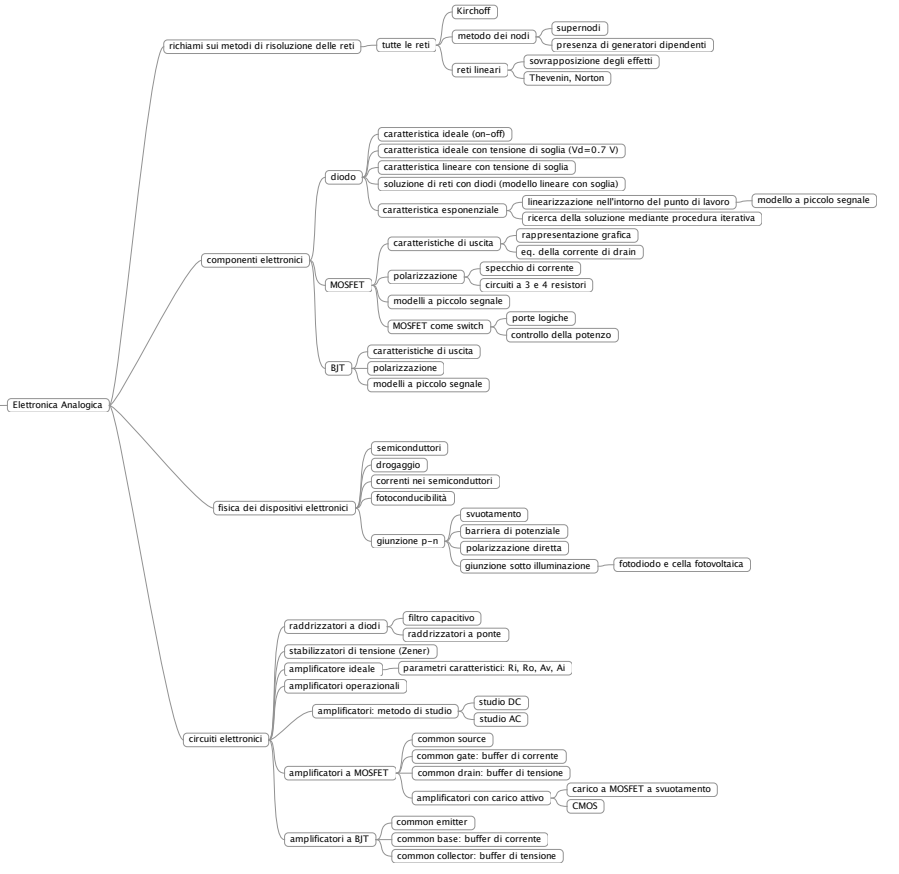 Kirchoff
supernodi
metodo dei nodi
richiami sui metodi di risoluzione delle reti
tutte le reti
presenza di generatori dipendenti
sovrapposizione degli effetti
reti lineari
Thevenin, Norton
caratteristica ideale (on-off)
caratteristica ideale con tensione di soglia (Vd=0.7 V)
caratteristica lineare con tensione di soglia
diodo
soluzione di reti con diodi (modello lineare con soglia)
linearizzazione nell'intorno del punto di lavoro
modello a piccolo segnale
caratteristica esponenziale
ricerca della soluzione mediante procedura iterativa
rappresentazione grafica
caratteristiche di uscita
eq. della corrente di drain
componenti elettronici
specchio di corrente
polarizzazione
MOSFET
circuiti a 3 e 4 resistori
modelli a piccolo segnale
porte logiche
MOSFET come switch
controllo della potenzo
caratteristiche di uscita
BJT
polarizzazione
modelli a piccolo segnale
Elettronica Analogica
semiconduttori
drogaggio
correnti nei semiconduttori
fotoconducibilità
fisica dei dispositivi elettronici
svuotamento
barriera di potenziale
giunzione p-n
polarizzazione diretta
giunzione sotto illuminazione
fotodiodo e cella fotovoltaica
filtro capacitivo
raddrizzatori a diodi
raddrizzatori a ponte
stabilizzatori di tensione (Zener)
amplificatore ideale
parametri caratteristici: Ri, Ro, Av, Ai
amplificatori operazionali
studio DC
amplificatori: metodo di studio
studio AC
circuiti elettronici
common source
common gate: buffer di corrente
amplificatori a MOSFET
common drain: buffer di tensione
carico a MOSFET a svuotamento
amplificatori con carico attivo
CMOS
common emitter
amplificatori a BJT
common base: buffer di corrente
common collector: buffer di tensione